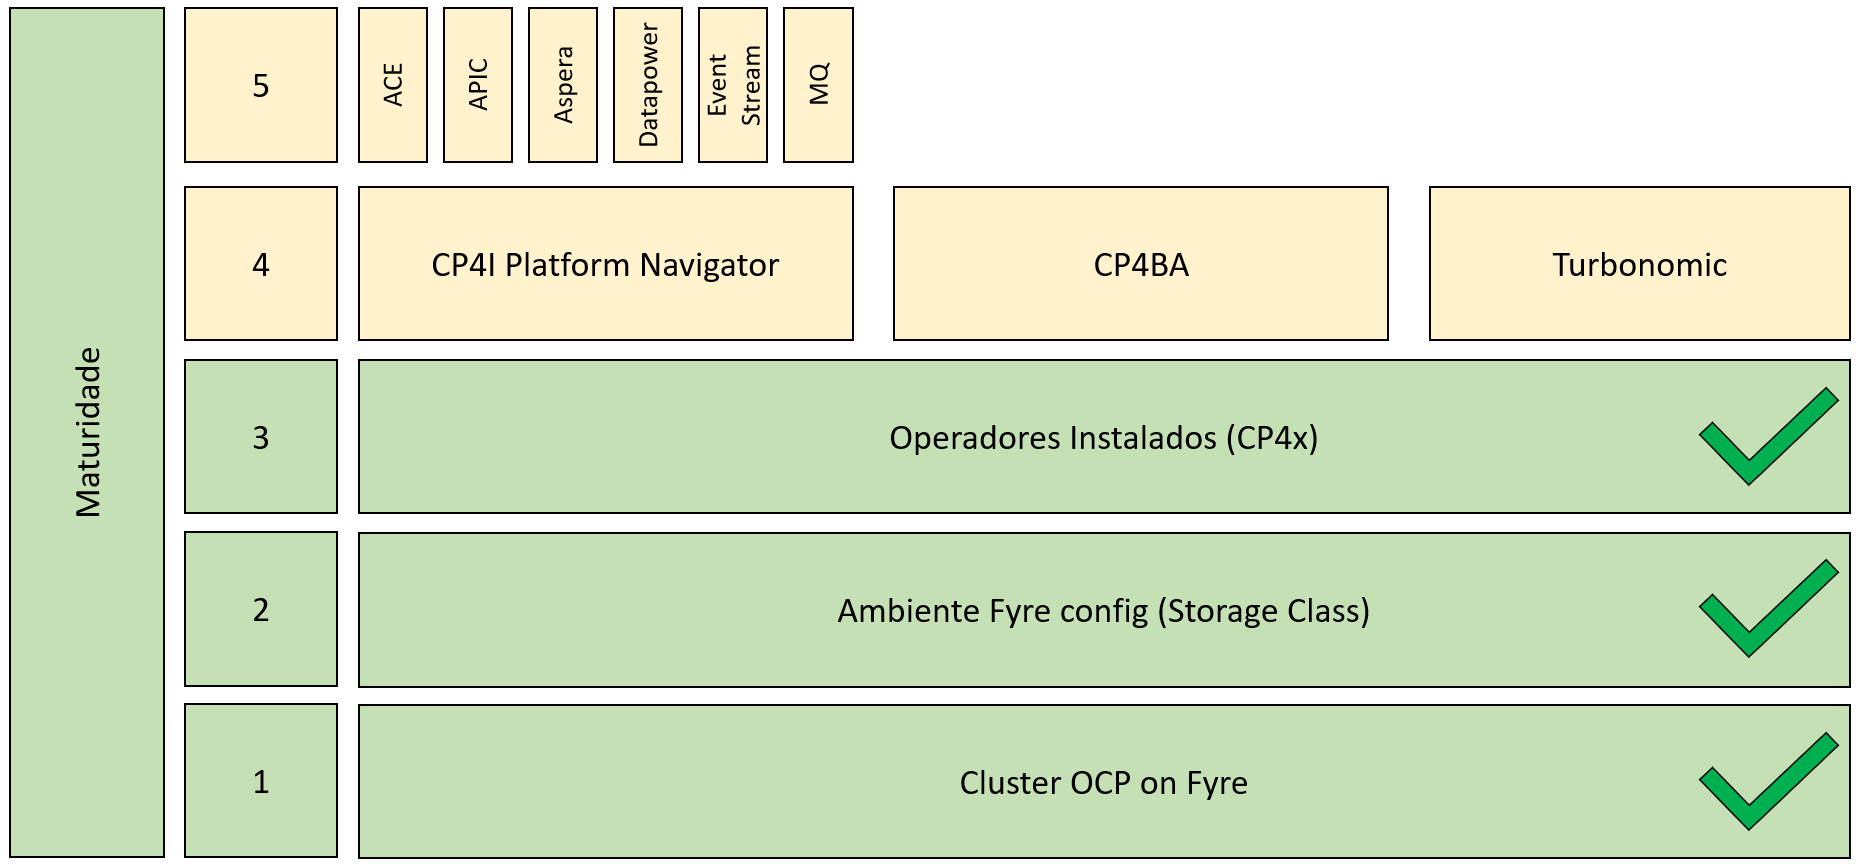 Maturidade
5
ACE
APIC
Aspera
Datapower
Event
Stream
MQ
4
CP4I Platform Navigator
CP4BA
Turbonomic
3
Operadores Instalados (CP4x)
2
Ambiente Fyre config (Storage Class)
1
Cluster OCP on Fyre